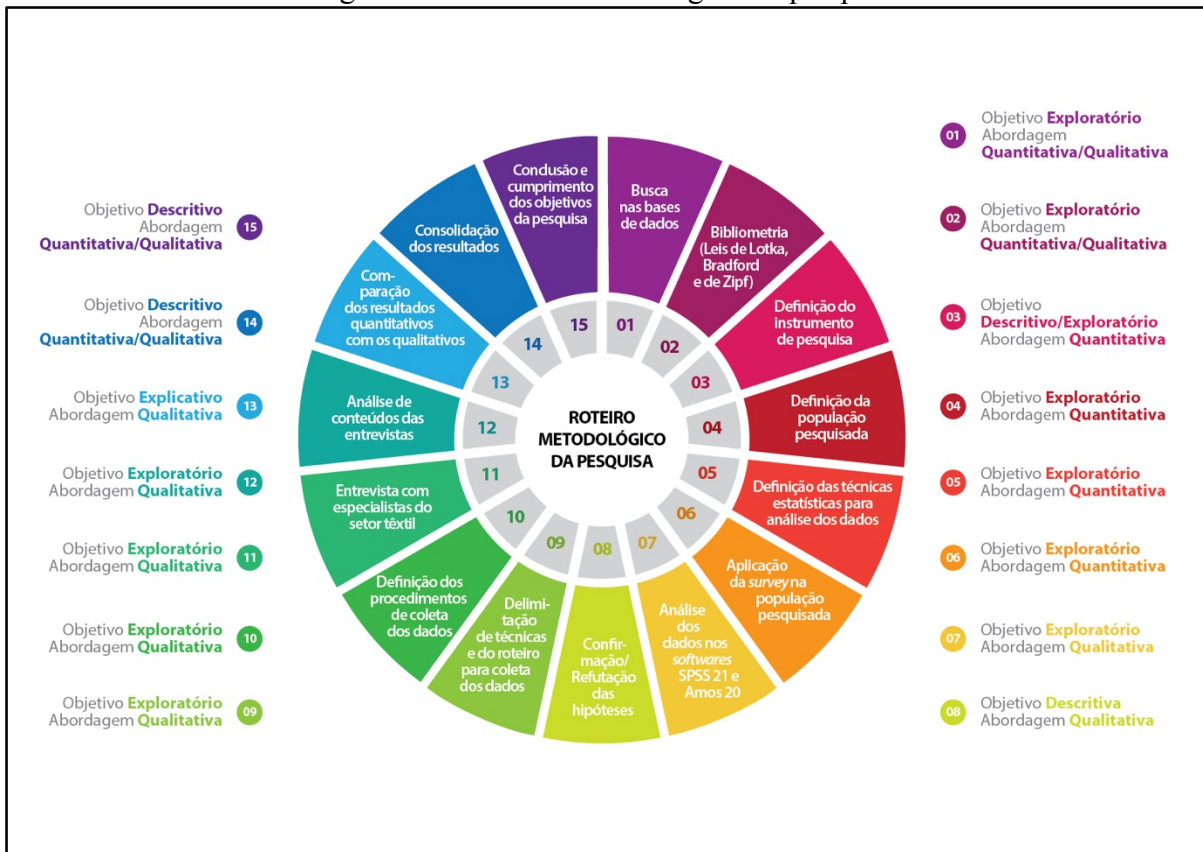 ROTEIRO
METODOLÓGICO
DA PESQUISA
01
Busca
nas bases
de dados
02
Bibliometria
(Leis de Lotka,
Bradford
e de Zipf)
03
Definição do
instrumento
de pesquisa
04
Definição da
população
pesquisada
05
Definição das técnicas
estatísticas para
análise dos dados
06
Aplicação
da survey na
população
pesquisada
07
Análise
dos
dados nos
softwares
SPSS 21 e
Amos 20
08
Confir-
mação/
Refutação
das
hipóteses
09
Delimi-
tação
de técnicas
e do roteiro
para coleta
dos dados
10
Definição dos
procedimentos
de coleta
dos dados
11
Entrevista com
especialistas do
setor têxtil
12
Análise de
conteúdos das
entrevistas
13
Com-
paração
dos resultados
quantitativos
com os qualitativos
14
Consolidação
dos resultados
15
Conclusão e
cumprimento
dos objetivos
da pesquisa
01
Objetivo Exploratório
Abordagem
Quantitativa/Qualitativa
02
Objetivo Exploratório
Abordagem
Quantitativa/Qualitativa
03
Objetivo
Descritivo/Exploratório
Abordagem Quantitativa
04
Objetivo Exploratório
Abordagem Quantitativa
05
Objetivo Exploratório
Abordagem Quantitativa
06
Objetivo Exploratório
Abordagem Quantitativa
07
Objetivo Exploratório
Abordagem Qualitativa
08
Objetivo Descritiva
Abordagem Qualitativa
09
Objetivo Exploratório
Abordagem Qualitativa
10
Objetivo Exploratório
Abordagem Qualitativa
11
Objetivo Exploratório
Abordagem Qualitativa
12
Objetivo Exploratório
Abordagem Qualitativa
13
Objetivo Explicativo
Abordagem Qualitativa
14
Objetivo Descritivo
Abordagem
Quantitativa/Qualitativa
15
Objetivo Descritivo
Abordagem
Quantitativa/Qualitativa